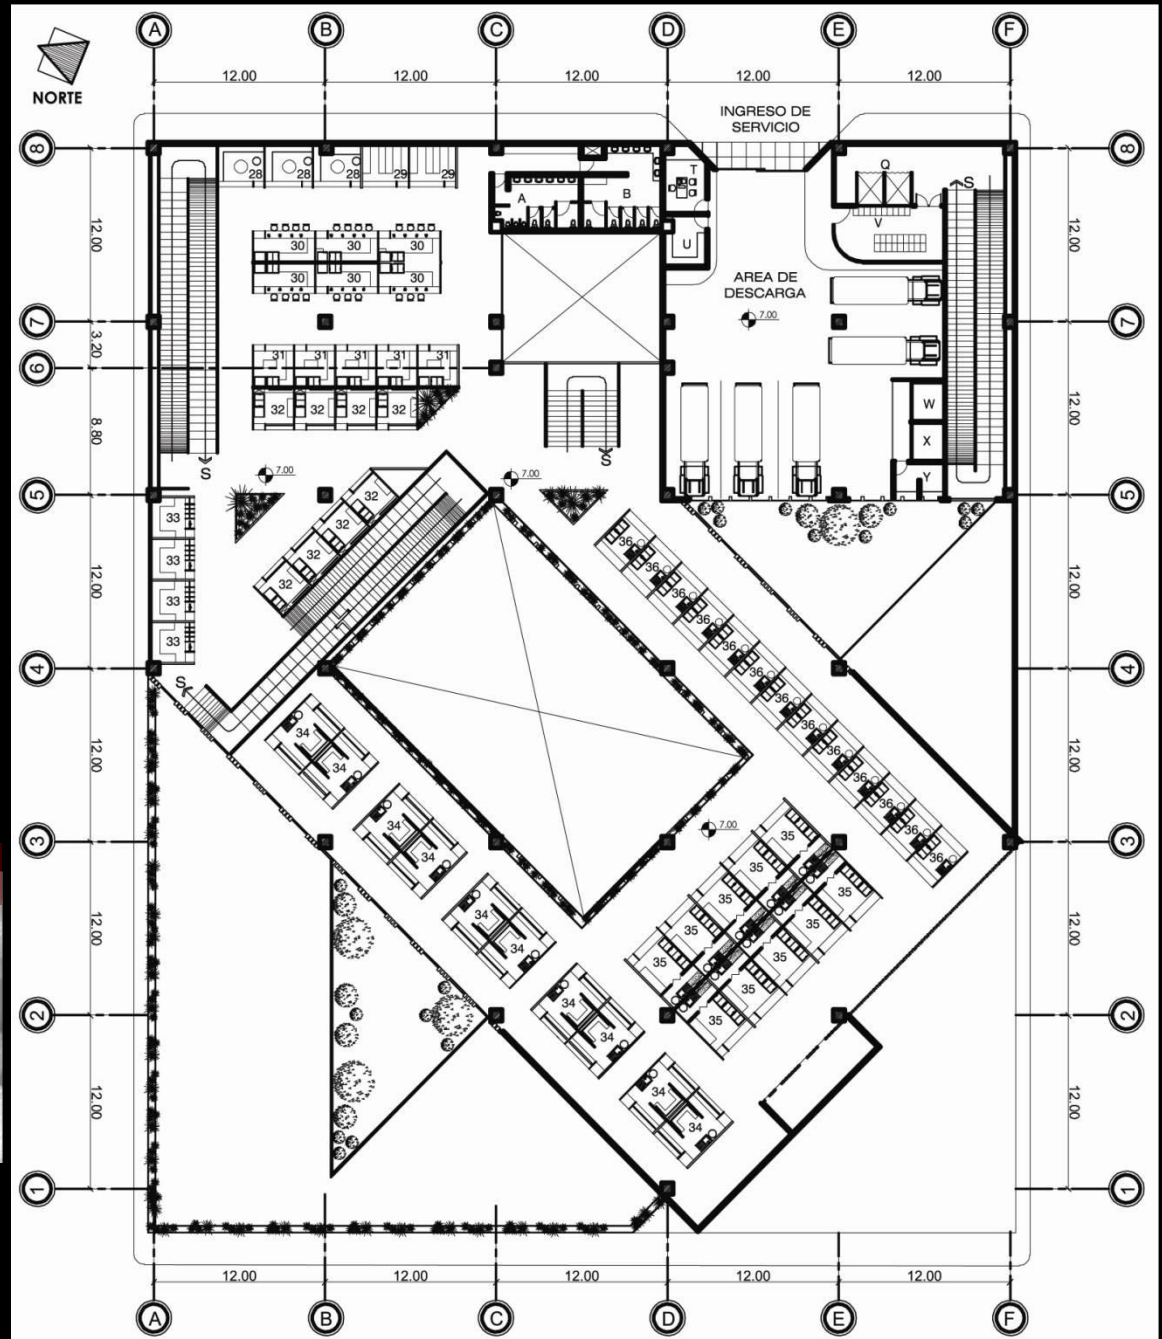 A B C D E F
12.00 12.00 12.00 12.00 12.00
NORTE
INGRESO DE
SERVICIO
8 8
28 28 28 29 29
A B
T
Q
S
V
U
12.00 12.00
30 30 30
30 30 30
AREA DE
DESCARGA
7.00
7 7
3.20
31 31 31 31 31
6
W
32 32 32 32
12.00
8.80
X
S S
7.00 7.00
Y
5 5
32
33
32
36
32
36
33
32
36
12.00 12.00
33
36
33
36
4 4
S
36
36
34
36
12.00 12.00
34
36
36
7.00
34
35
36
3 3
34
35 36
35
35
34
35
35
12.00 12.00
34
35
35
35
35
34
2 2
35
34
34
12.00 12.00
34
1 1
12.00 12.00 12.00 12.00 12.00
A B C D E F